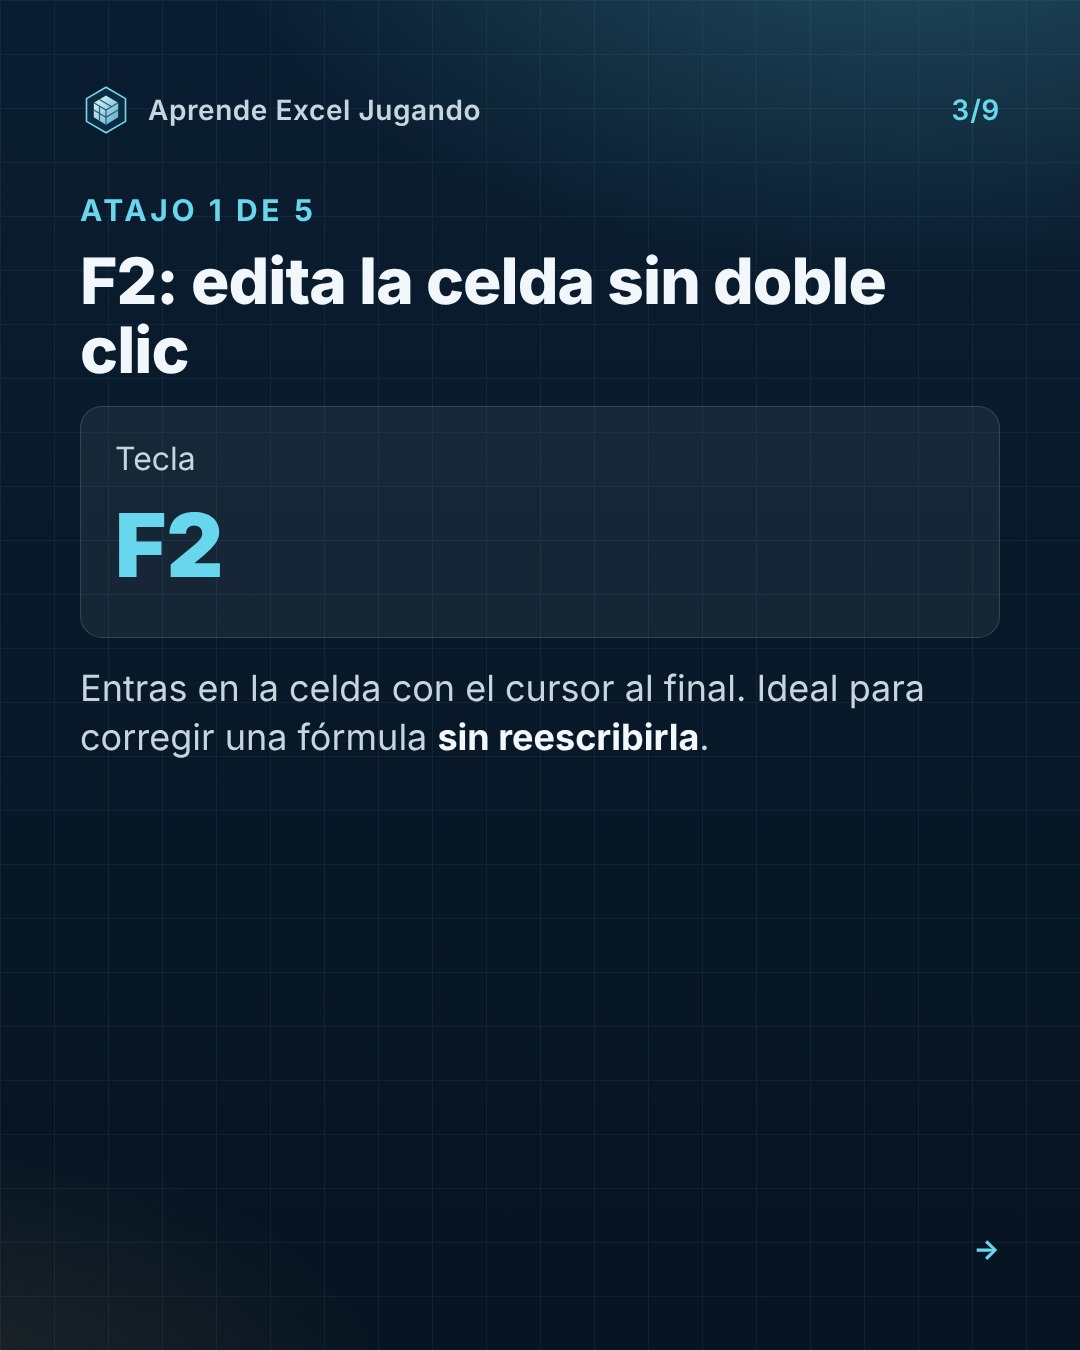 Aprende Excel Jugando
3/9
ATAJO 1 DE 5
F2: edita la celda sin doble
clic
Tecla
F2
Entras en la celda con el cursor al final. Ideal para
corregir una fórmula sin reescribirla.
→